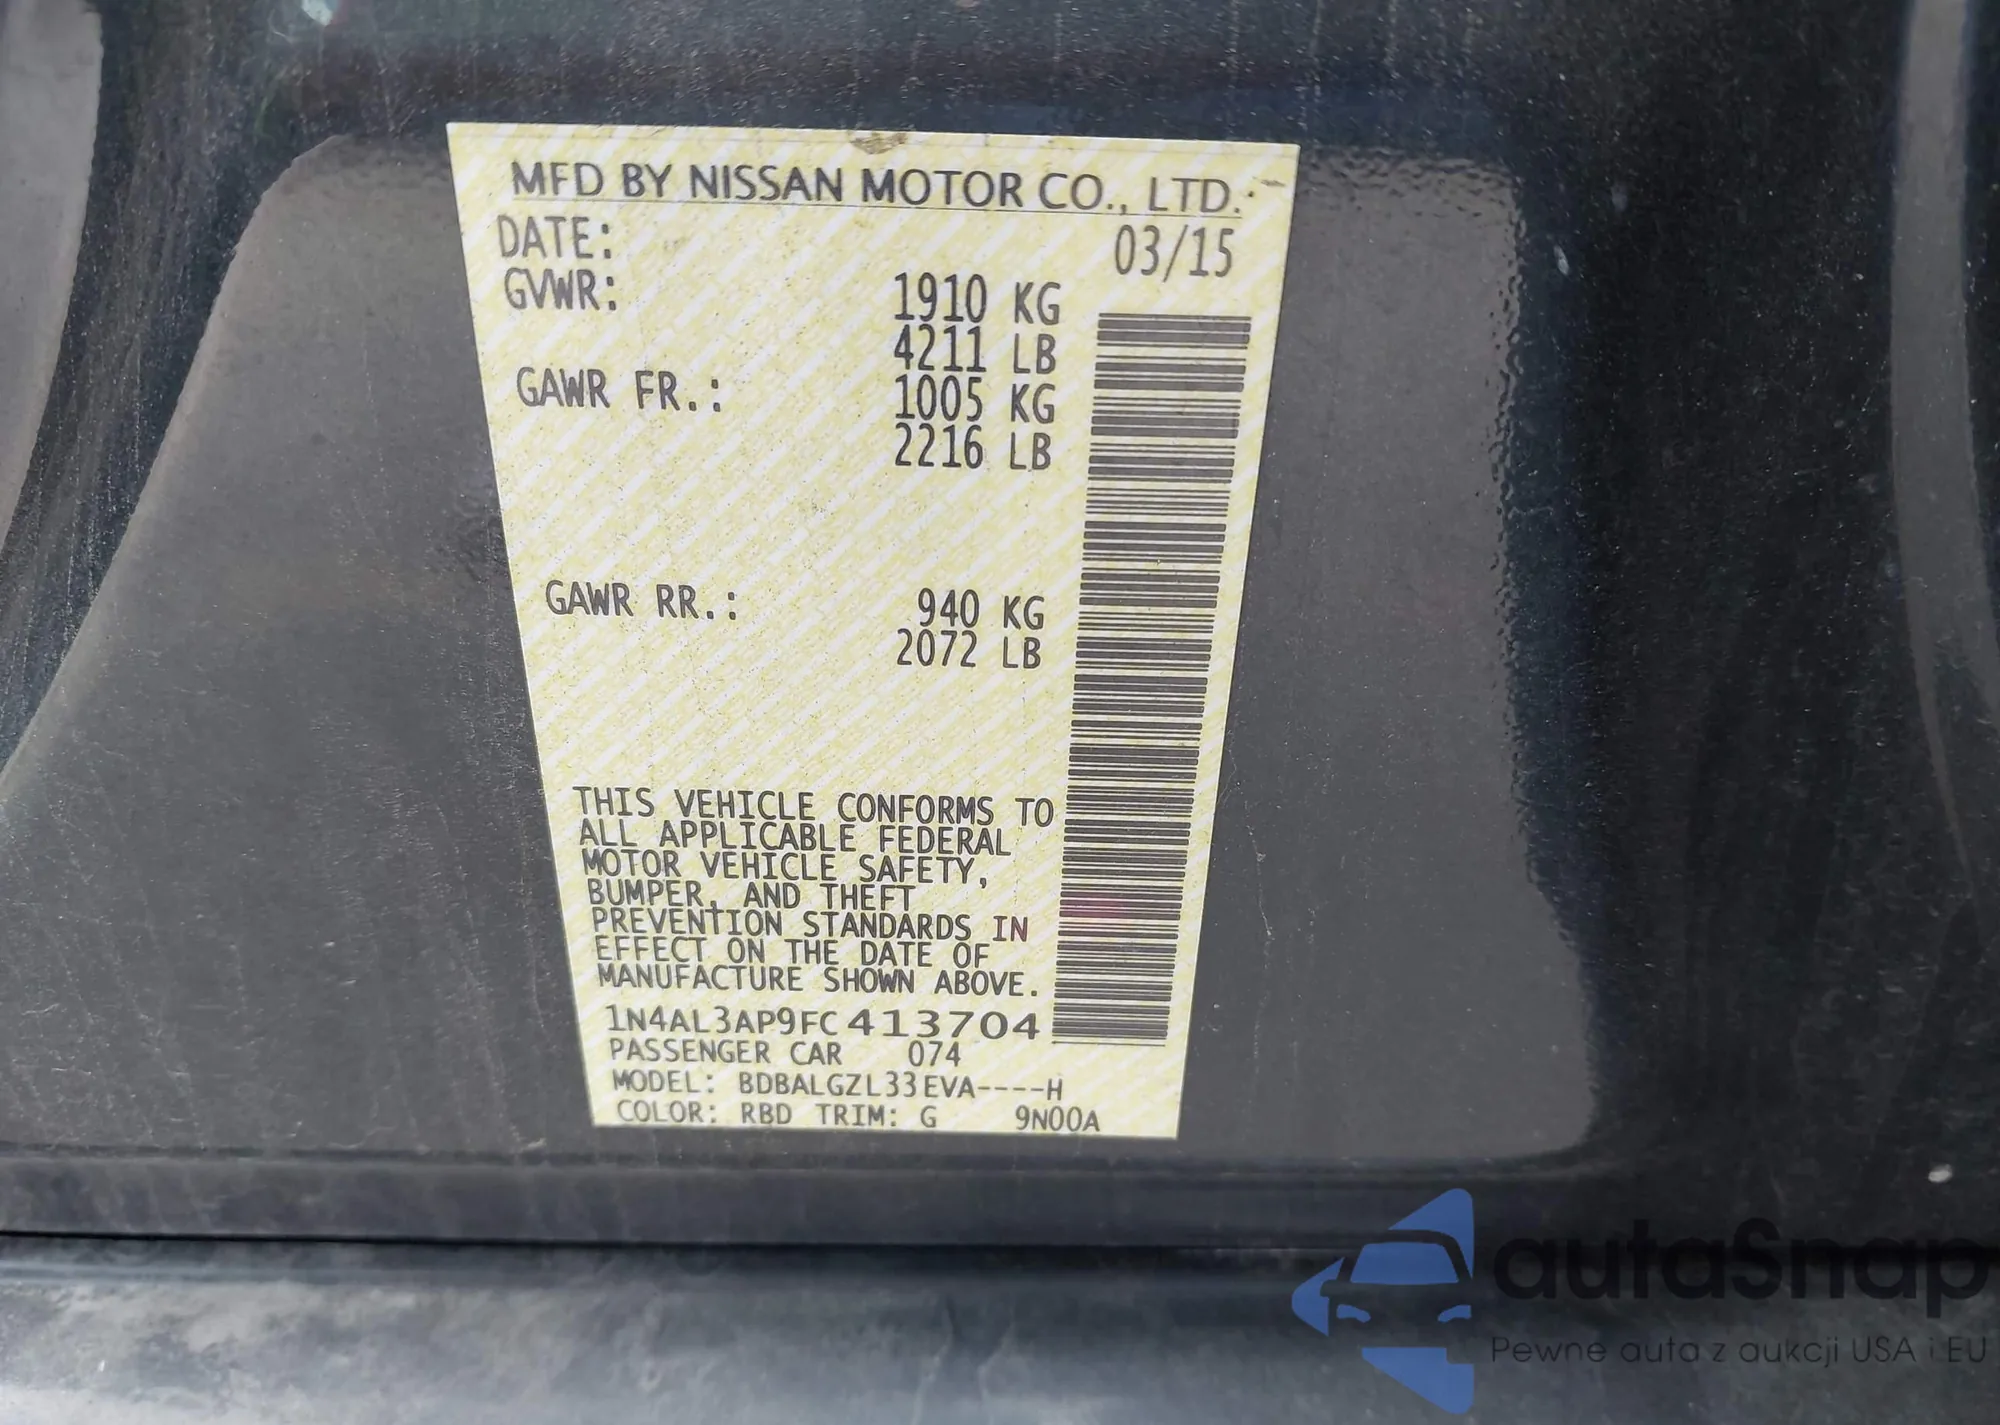 MFD BY NISSAN MOTOR CO., LTD.
DATE: 03/15
GVWR: 1910 KG
4211 LB
GAWR FR.: 1005 KG
2216 LB
GAWR RR.: 940 KG
2072 LB
THIS VEHICLE CONFORMS TO
ALL APPLICABLE FEDERAL
MOTOR VEHICLE SAFETY,
BUMPER, AND THEFT
PREVENTION STANDARDS IN
EFFECT ON THE DATE OF
MANUFACTURE SHOWN ABOVE.
1N4AL3AP9FC413704
PASSENGER CAR 074
MODEL: BDBALGZL33EVA----H
COLOR: RBD TRIM: G 9N00A
autaSnap
Pewne auta z aukcji USA i EU